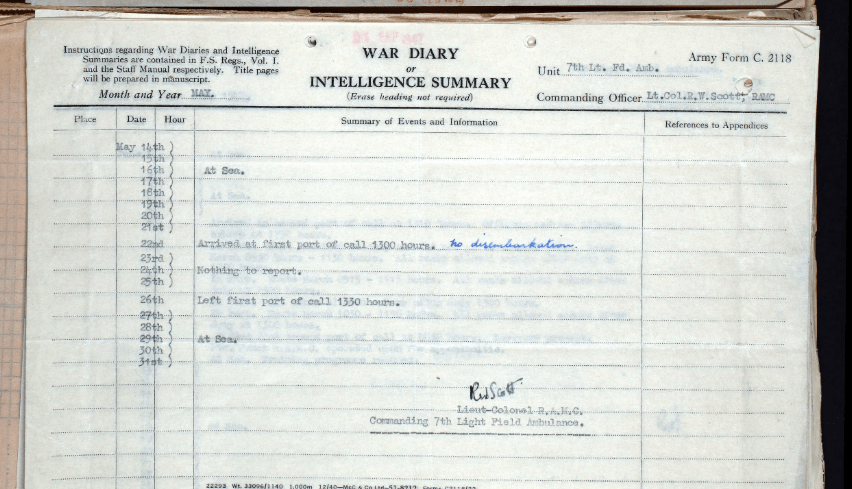 Instructions regarding War Diaries and Intelligence
Summaries are contained in F.S. Regs., Vol. I.
and the Staff Manual respectively. Title pages
will be prepared in manuscript.
Month and Year MAY.
WAR DIARY
or
INTELLIGENCE SUMMARY
(Erase heading not required)
Army Form C. 2118
Unit 7th Lt. Fd. Amb.
Commanding Officer Lt.Col.R.W.Scott, RAMC
Place Date Hour Summary of Events and Information References to Appendices
May 14th)
15th)
16th ) At Sea.
17th )
18th )
19th )
20th
21st )
22nd Arrived at first port of call 1300 hours. no disembarkation.
23rd )
24th ) Nothing to report.
25th )
26th Left first port of call 1330 hours.
27th )
28th )
29th ) At Sea.
30th )
31st )
RWScott
Lieut-Colonel R.A.M.C.
Commanding 7th Light Field Ambulance.